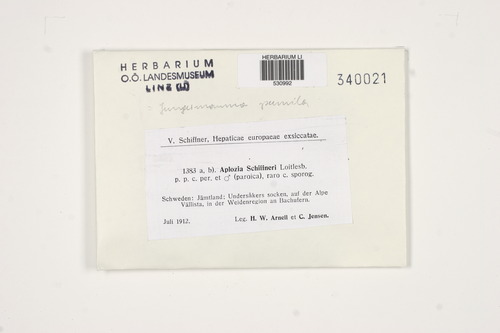 HERBARIUM
O.Ö. LANDESMUSEUM
LINZ (LI)
HERBARIUM LI
530992
340021
= Jungermannia pumila
V. Schiffner, Hepaticae europaeae exsiccatae.
1383 a, b). Aplozia Schiffneri Loitlesb.
p. p. c. per. et ♂ (paroica), raro c. sporog.
Schweden: Jämtland; Undersåkers socken, auf der Alpe
Vällista, in der Weidenregion an Bachufern.
Juli 1912. Leg. H. W. Arnell et C. Jensen.